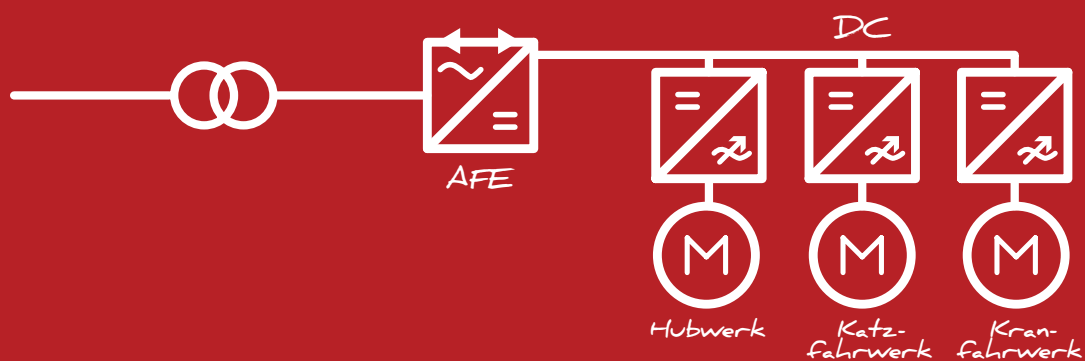 DC
AFE
M
M
M
Hubwerk
Katz-
fahrwerk
Kran-
fahrwerk